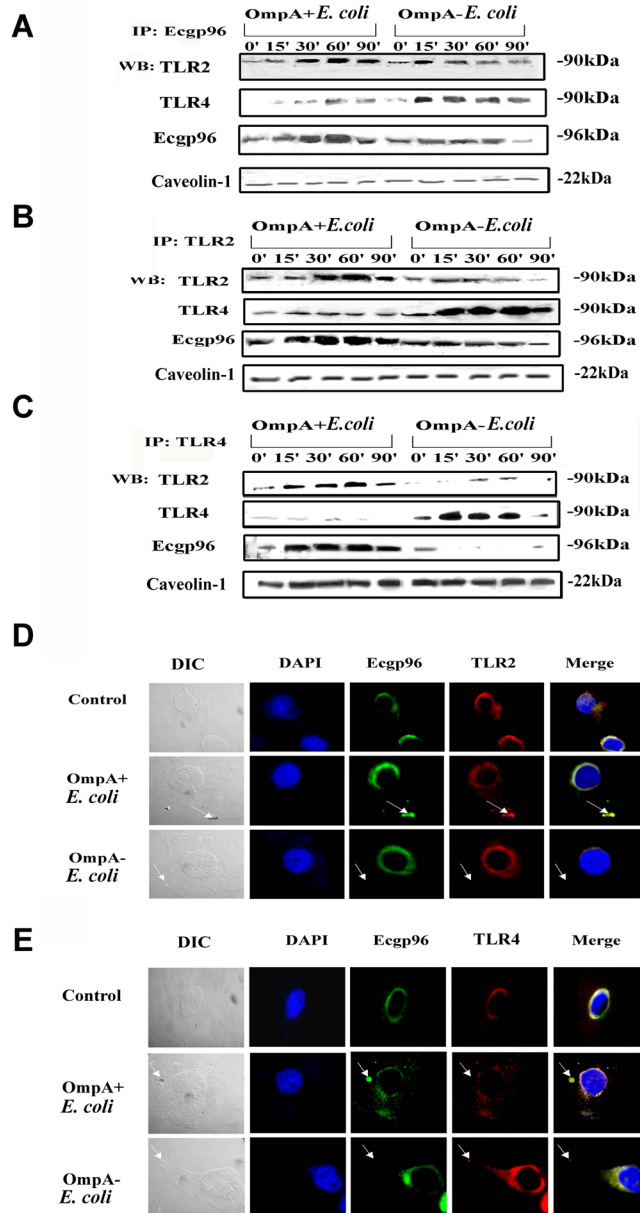 A
OmpA+E. coli OmpA-E. coli
IP: Ecgp96
0' 15' 30' 60' 90' 0' 15' 30' 60' 90'
WB: TLR2 -90kDa
TLR4 -90kDa
Ecgp96 -96kDa
Caveolin-1 -22kDa
B
OmpA+E.coli OmpA-E.coli
IP: TLR2
0' 15' 30' 60' 90' 0' 15' 30' 60' 90'
WB: TLR2 -90kDa
TLR4 -90kDa
Ecgp96 -96kDa
Caveolin-1 -22kDa
C
OmpA+E.coli OmpA-E.coli
IP: TLR4
0' 15' 30' 60' 90' 0' 15' 30' 60' 90'
WB: TLR2 -90kDa
TLR4 -90kDa
Ecgp96 -96kDa
Caveolin-1 -22kDa
D
DIC DAPI Ecgp96 TLR2 Merge
Control
OmpA+
E. coli
OmpA-
E. coli
E
DIC DAPI Ecgp96 TLR4 Merge
Control
OmpA+
E. coli
OmpA-
E. coli